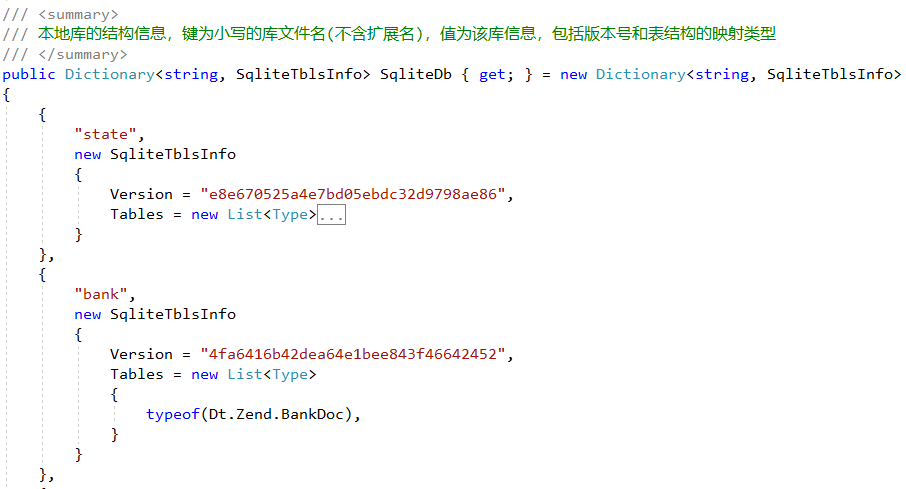 /// <summary>
/// 本地库的结构信息，键为小写的库文件名(不含扩展名)，值为该库信息，包括版本号和表结构的映射类型
/// </summary>
public Dictionary<string, SqliteTblsInfo> SqliteDb { get; } = new Dictionary<string, SqliteTblsInfo>
{
    {
        "state",
        new SqliteTblsInfo
        {
            Version = "e8e670525a4e7bd05ebdc32d9798ae86",
            Tables = new List<Type>...
        }
    },
    {
        "bank",
        new SqliteTblsInfo
        {
            Version = "4fa6416b42dea64e1bee843f46642452",
            Tables = new List<Type>
            {
                typeof(Dt.Zend.BankDoc),
            }
        }
    },